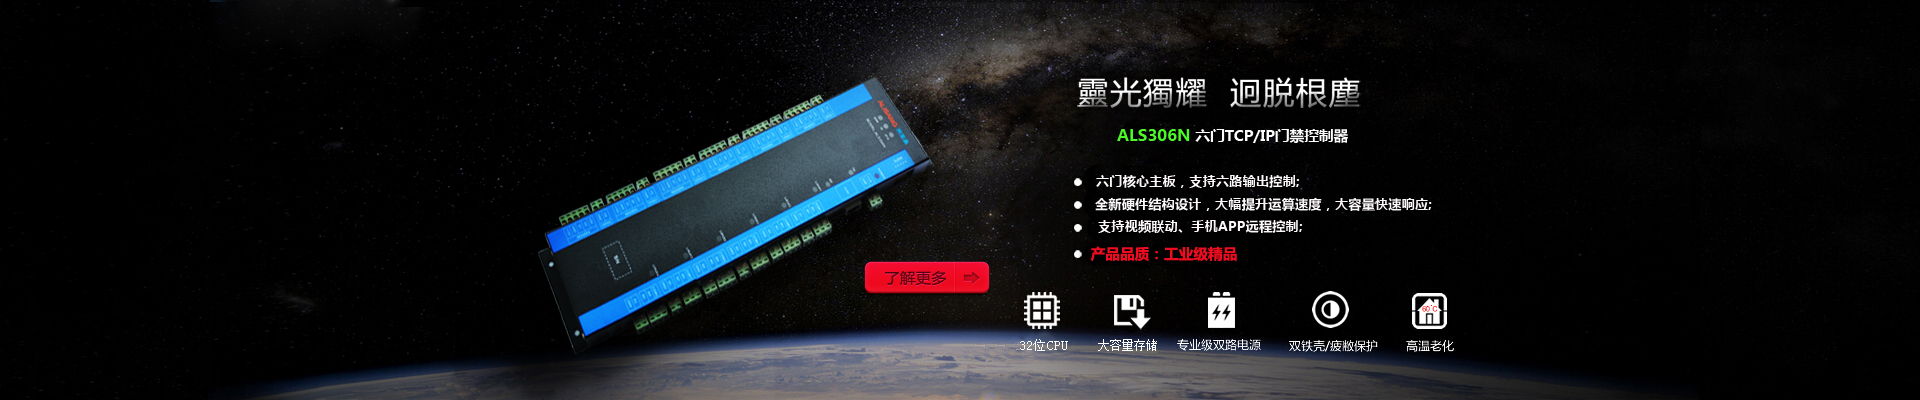 靈光獨耀 迥脱根塵
ALS306N 六门TCP/IP门禁控制器
六门核心主板，支持六路输出控制;
全新硬件结构设计，大幅提升运算速度，大容量快速响应;
支持视频联动、手机APP远程控制;
产品品质：工业级精品
了解更多
60℃
32位CPU 大容量存储 专业级双路电源 双铁壳/疲敝保护 高温老化